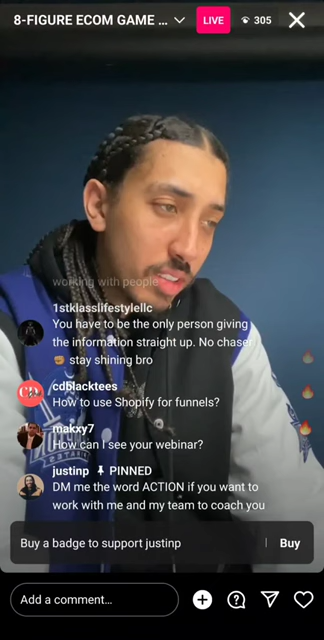 8-FIGURE ECOM GAME ...
LIVE
305
working with people
1stklasslifestylellc
You have to be the only person giving
the information straight up. No chaser
✊🏽 stay shining bro
cdblacktees
How to use Shopify for funnels?
makxy7
How can I see your webinar?
justinp 📌 PINNED
DM me the word ACTION if you want to
work with me and my team to coach you
Buy a badge to support justinp
Buy
Add a comment...